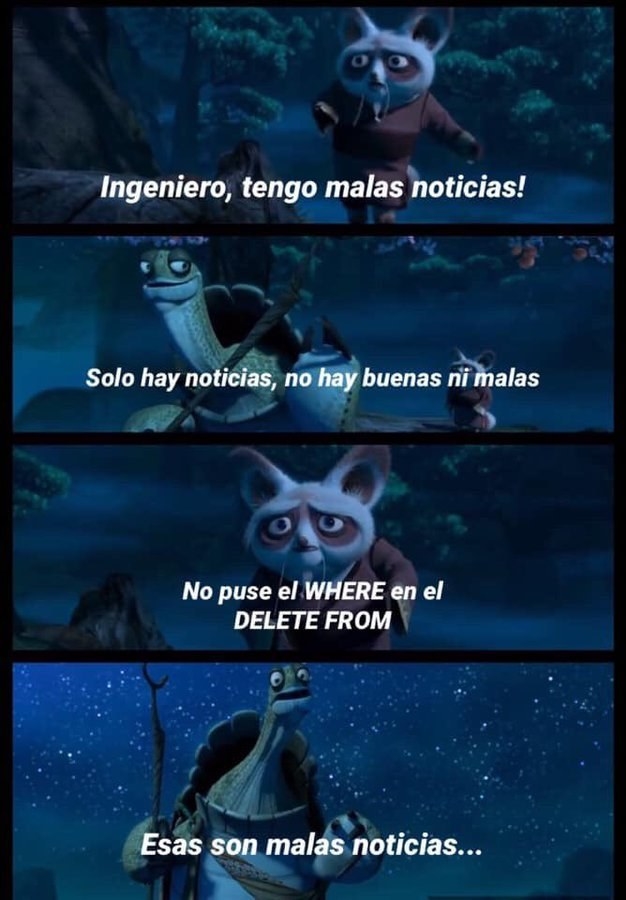 Ingeniero, tengo malas noticias!
Solo hay noticias, no hay buenas ni malas
No puse el WHERE en el
DELETE FROM
Esas son malas noticias...